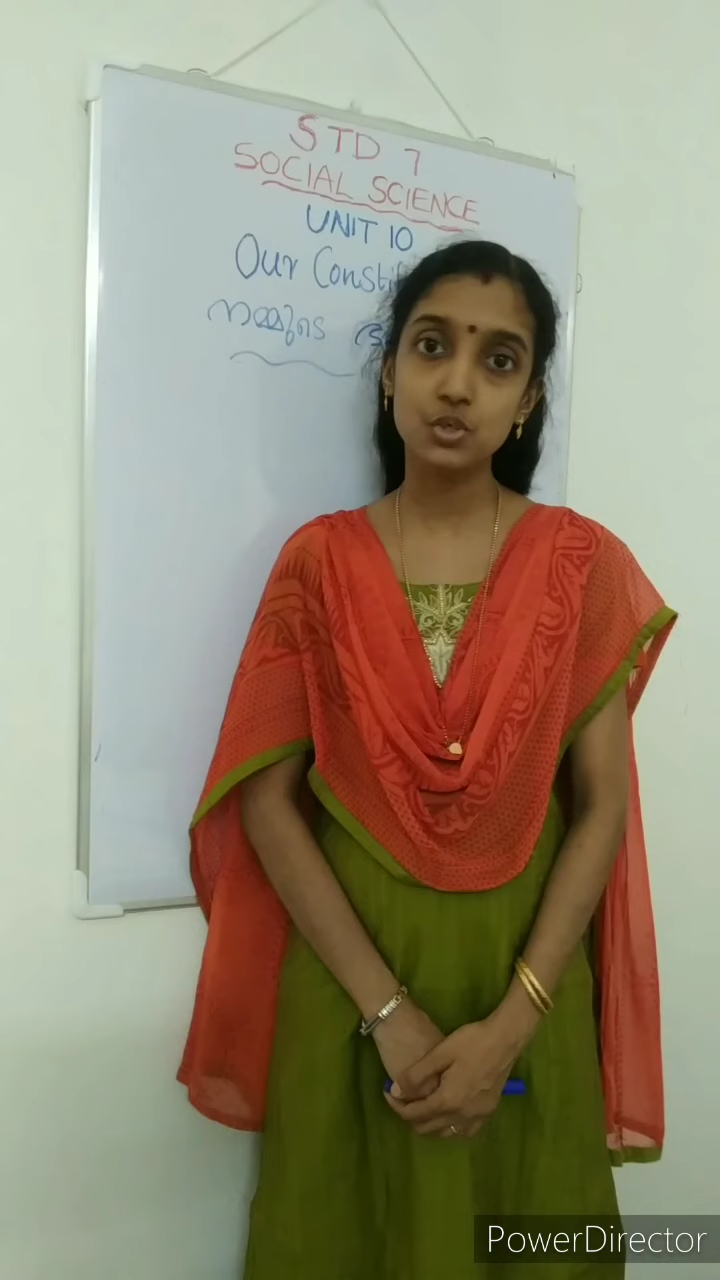 STD 7
SOCIAL SCIENCE
UNIT 10
Our Consti
നമ്മുടെ ഭ
PowerDirector